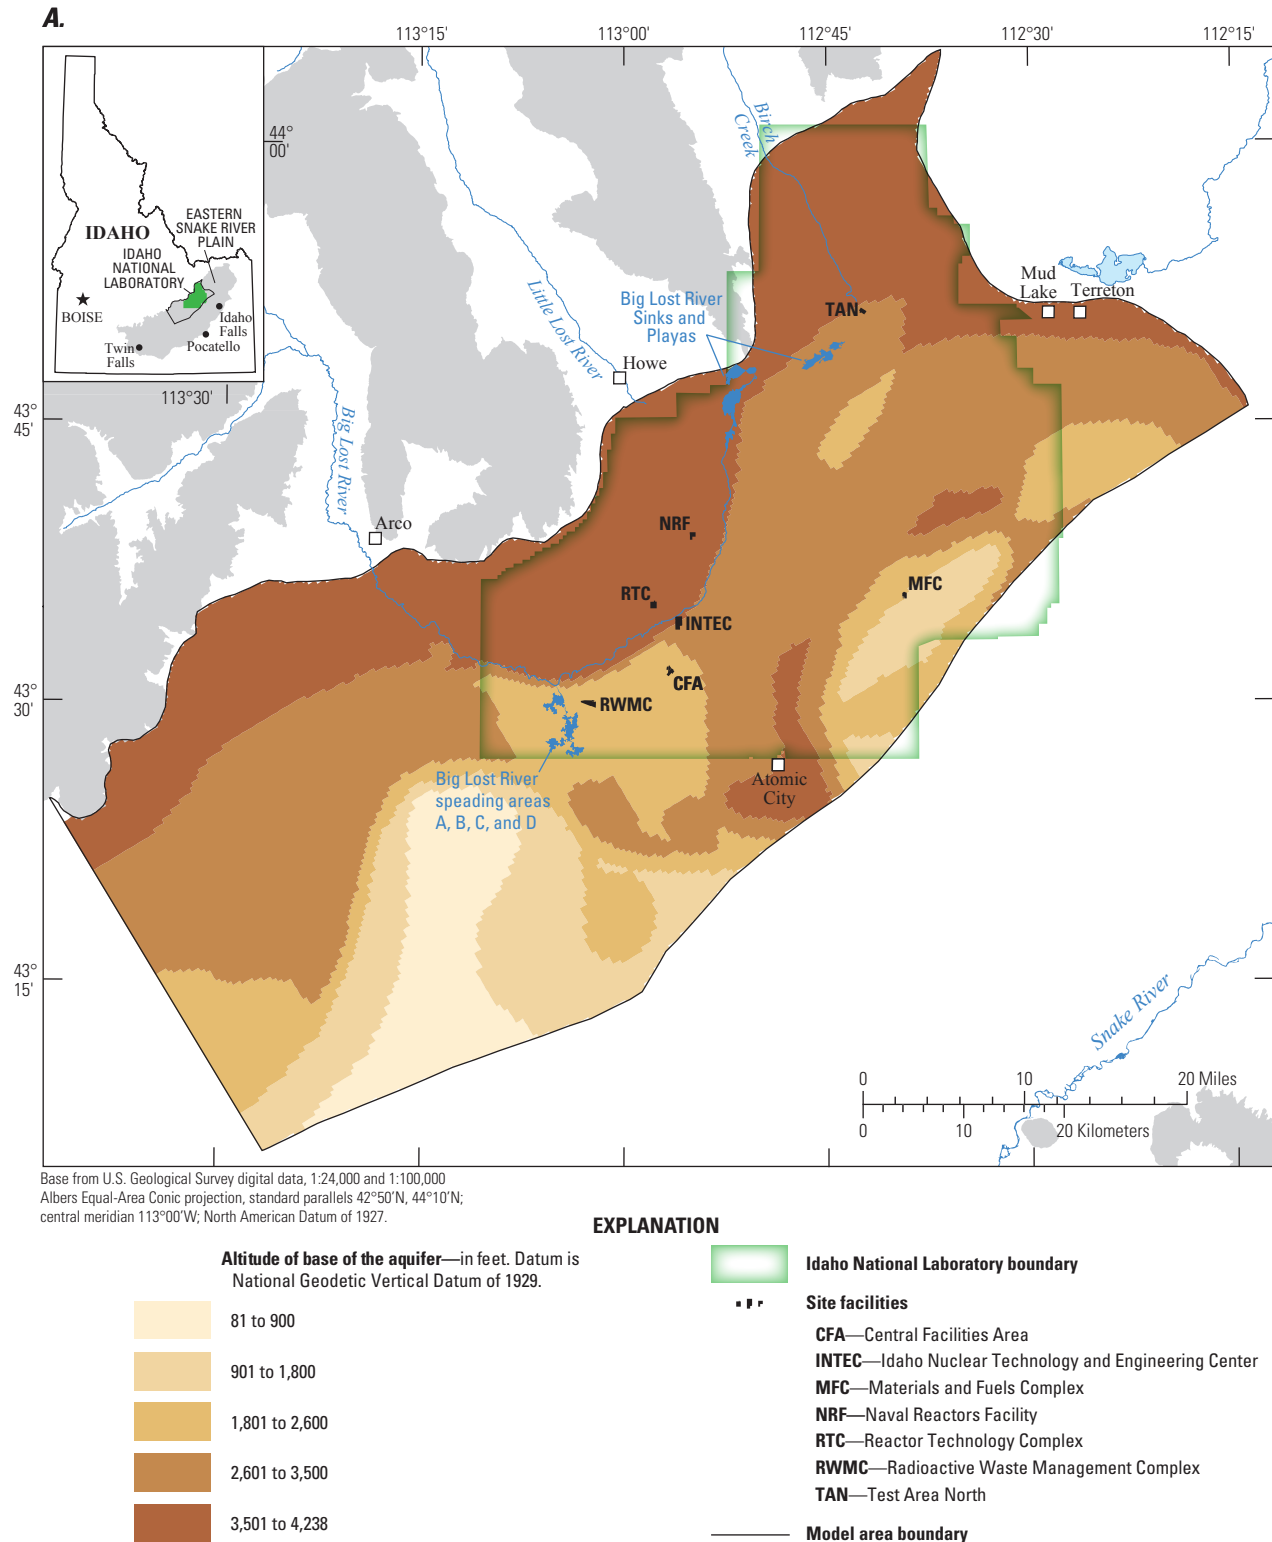 A.
113°15'
113°00'
112°45'
112°30'
112°15'
44°
00'
Birch
Creek
EASTERN
SNAKE RIVER
PLAIN
IDAHO
IDAHO
NATIONAL
LABORATORY
BOISE
Idaho
Falls
Pocatello
Twin
Falls
113°30'
Little Lost River
Big Lost River
Sinks and
Playas
TAN
Mud
Lake
Terreton
Howe
43°
45'
Big Lost River
Arco
NRF
MFC
RTC
INTEC
CFA
43°
30'
RWMC
Big Lost River
speading areas
A, B, C, and D
Atomic
City
43°
15'
Snake River
0 10 20 Miles
0 10 20 Kilometers
Base from U.S. Geological Survey digital data, 1:24,000 and 1:100,000
Albers Equal-Area Conic projection, standard parallels 42°50'N, 44°10'N;
central meridian 113°00'W; North American Datum of 1927.
EXPLANATION
Altitude of base of the aquifer—in feet. Datum is
National Geodetic Vertical Datum of 1929.
81 to 900
901 to 1,800
1,801 to 2,600
2,601 to 3,500
3,501 to 4,238
Idaho National Laboratory boundary
Site facilities
CFA—Central Facilities Area
INTEC—Idaho Nuclear Technology and Engineering Center
MFC—Materials and Fuels Complex
NRF—Naval Reactors Facility
RTC—Reactor Technology Complex
RWMC—Radioactive Waste Management Complex
TAN—Test Area North
Model area boundary